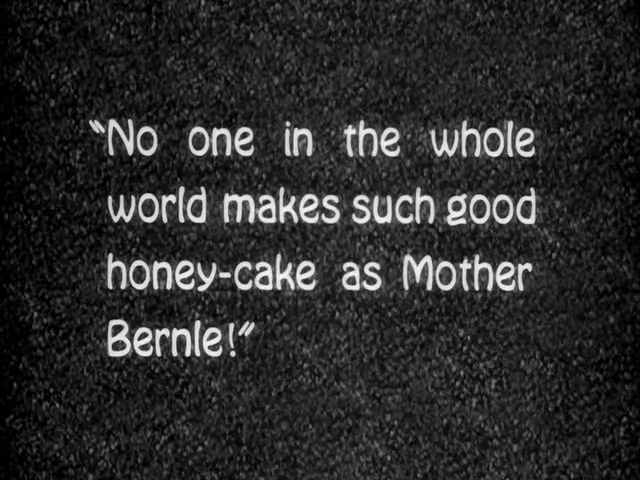 “No one in the whole
world makes such good
honey-cake as Mother
Bernle!”